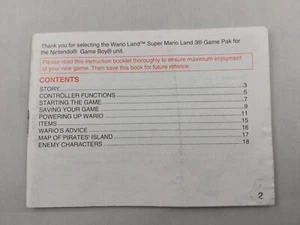 Thank you for selecting the Wario Land™ Super Mario Land 3® Game Pak for
the Nintendo® Game Boy® unit.
Please read this instruction booklet thoroughly to ensure maximum enjoyment
of your new game. Then save this book for future refrence.
CONTENTS
STORY 3
CONTROLLER FUNCTIONS 5
STARTING THE GAME 7
SAVING YOUR GAME 9
POWERING UP WARIO 11
ITEMS 15
WARIO'S ADVICE 16
MAP OF PIRATES' ISLAND 17
ENEMY CHARACTERS 18
2